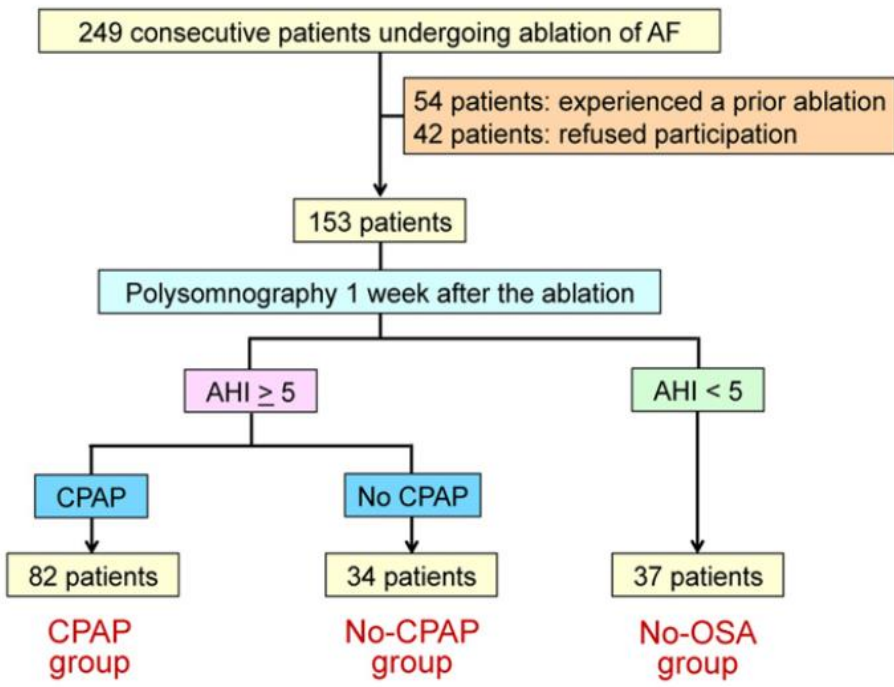 249 consecutive patients undergoing ablation of AF
54 patients: experienced a prior ablation
42 patients: refused participation
153 patients
Polysomnography 1 week after the ablation
AHI ≥ 5
AHI < 5
CPAP
No CPAP
82 patients
34 patients
37 patients
CPAP
group
No-CPAP
group
No-OSA
group